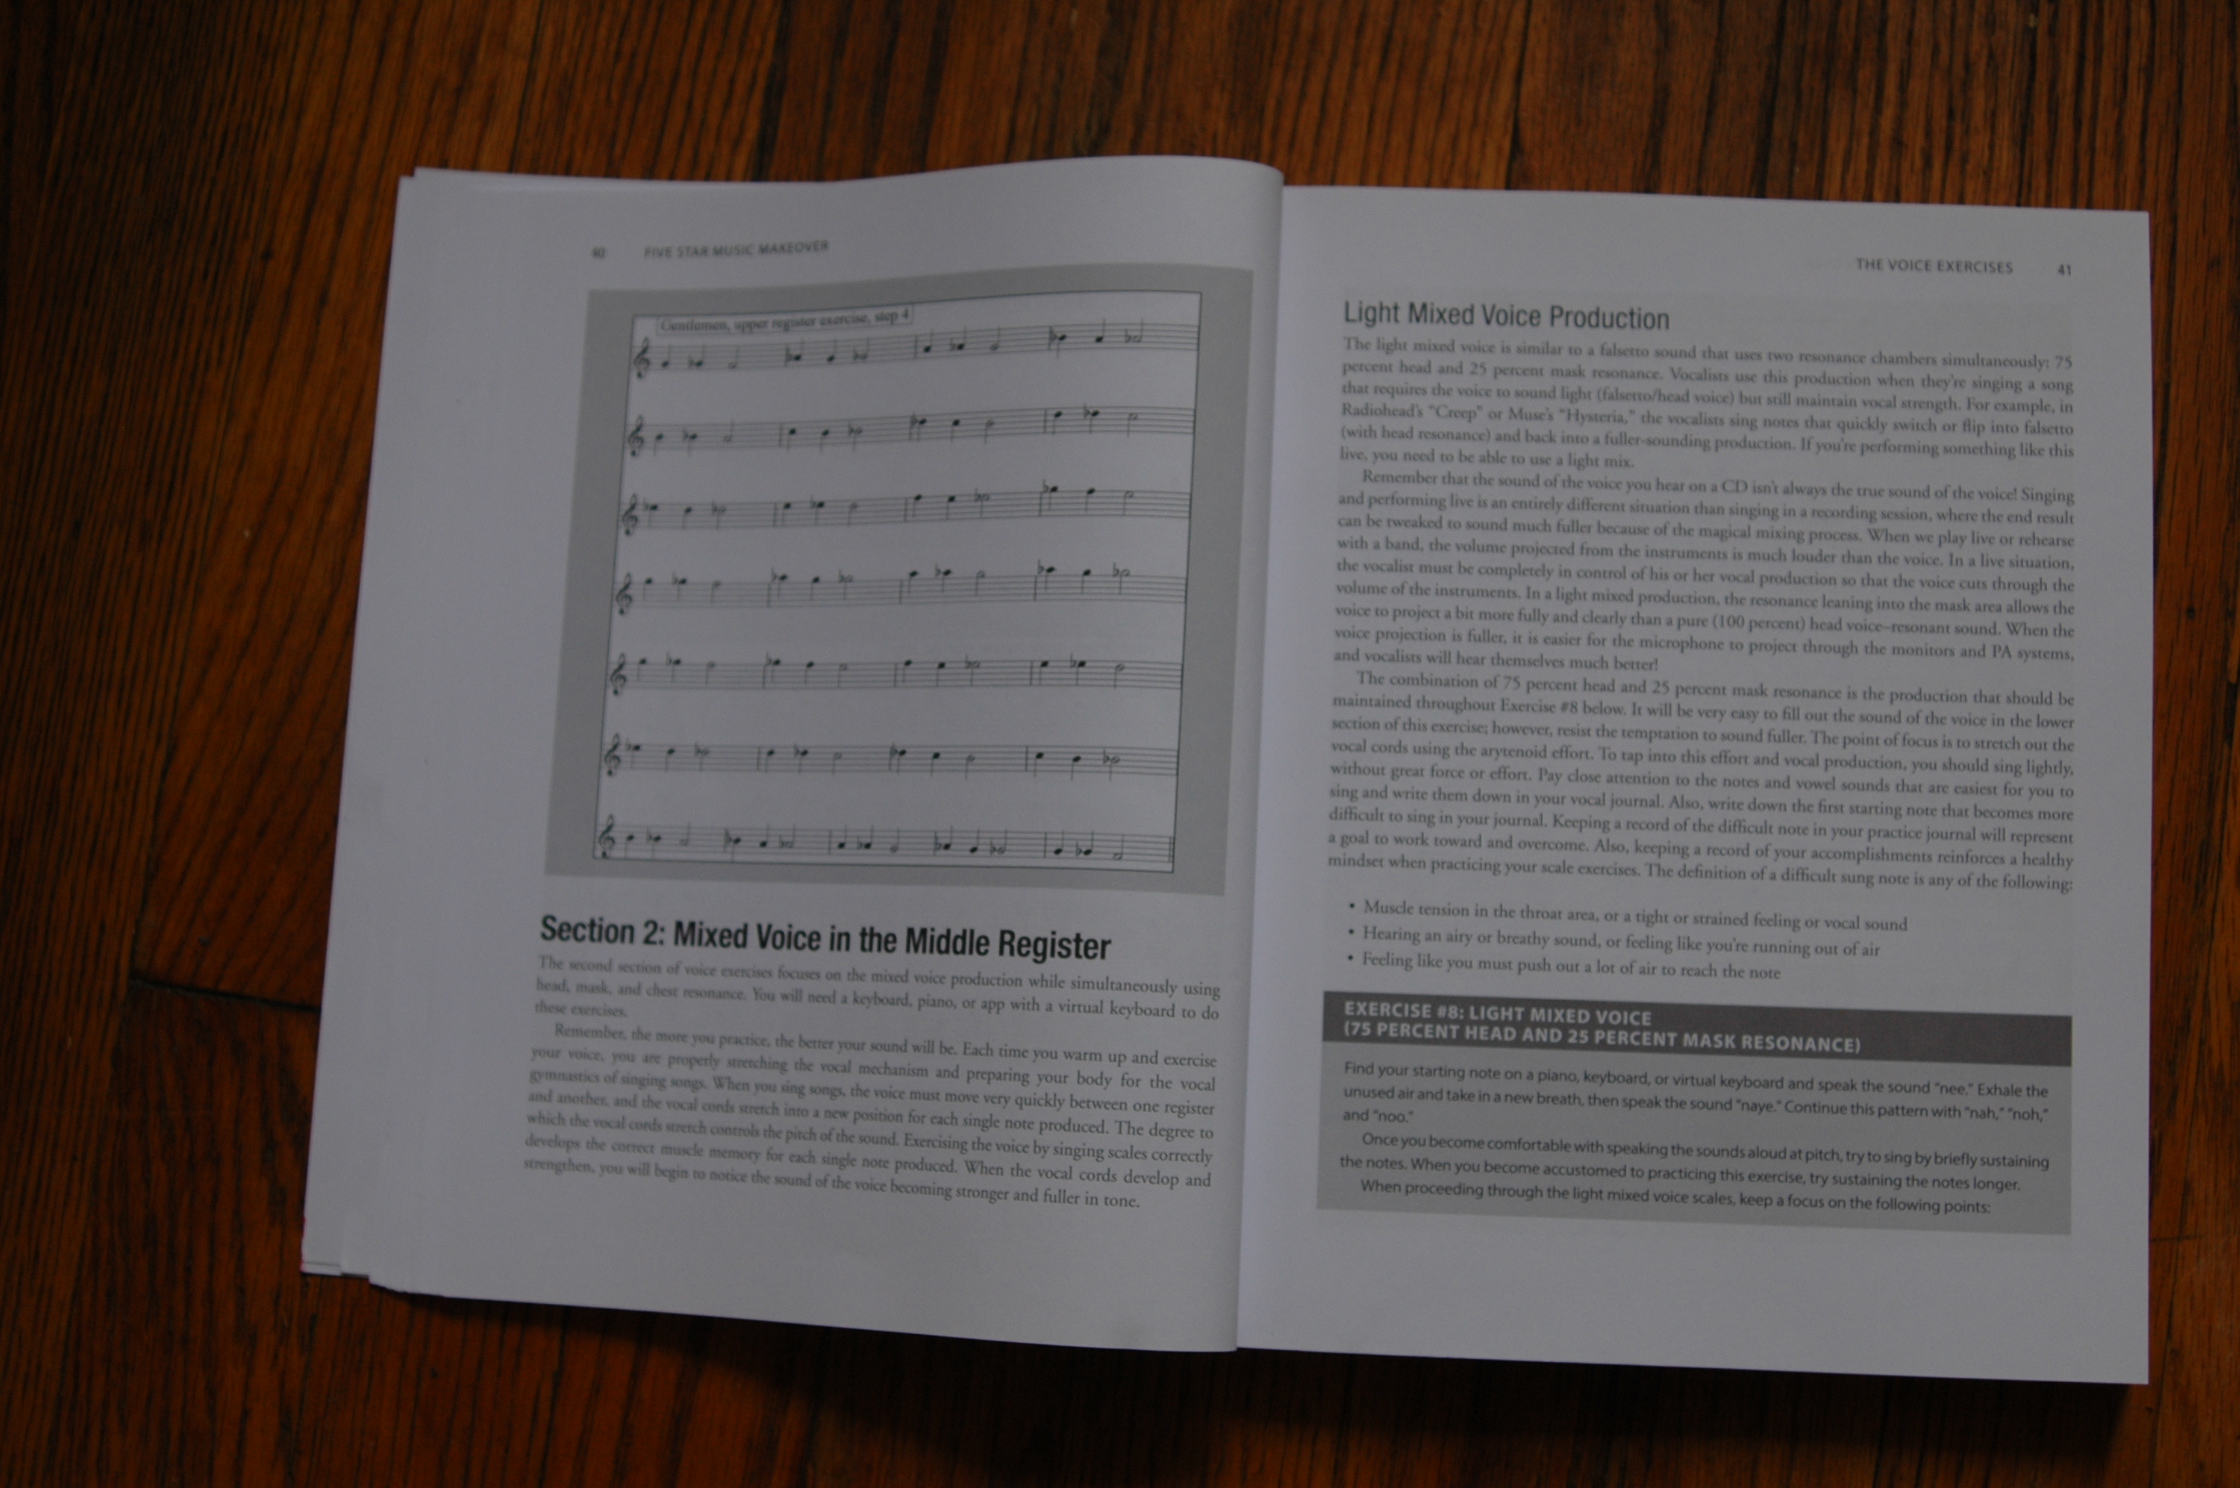 40 FIVE STAR MUSIC MAKEOVER
Gentlemen, upper register exercise, step 4
Section 2: Mixed Voice in the Middle Register
The second section of voice exercises focuses on the mixed voice production while simultaneously using
head, mask, and chest resonance. You will need a keyboard, piano, or app with a virtual keyboard to do
these exercises.
Remember, the more you practice, the better your sound will be. Each time you warm up and exercise
your voice, you are properly stretching the vocal mechanism and preparing your body for the vocal
gymnastics of singing songs. When you sing songs, the voice must move very quickly between one register
and another, and the vocal cords stretch into a new position for each single note produced. The degree to
which the vocal cords stretch controls the pitch of the sound. Exercising the voice by singing scales correctly
develops the correct muscle memory for each single note produced. When the vocal cords develop and
strengthen, you will begin to notice the sound of the voice becoming stronger and fuller in tone.
THE VOICE EXERCISES 41
Light Mixed Voice Production
The light mixed voice is similar to a falsetto sound that uses two resonance chambers simultaneously: 75
percent head and 25 percent mask resonance. Vocalists use this production when they're singing a song
that requires the voice to sound light (falsetto/head voice) but still maintain vocal strength. For example, in
Radiohead's "Creep" or Muse's "Hysteria," the vocalists sing notes that quickly switch or flip into falsetto
(with head resonance) and back into a fuller-sounding production. If you're performing something like this
live, you need to be able to use a light mix.
Remember that the sound of the voice you hear on a CD isn't always the true sound of the voice! Singing
and performing live is an entirely different situation than singing in a recording session, where the end result
can be tweaked to sound much fuller because of the magical mixing process. When we play live or rehearse
with a band, the volume projected from the instruments is much louder than the voice. In a live situation,
the vocalist must be completely in control of his or her vocal production so that the voice cuts through the
volume of the instruments. In a light mixed production, the resonance leaning into the mask area allows the
voice to project a bit more fully and clearly than a pure (100 percent) head voice–resonant sound. When the
voice projection is fuller, it is easier for the microphone to project through the monitors and PA systems,
and vocalists will hear themselves much better!
The combination of 75 percent head and 25 percent mask resonance is the production that should be
maintained throughout Exercise #8 below. It will be very easy to fill out the sound of the voice in the lower
section of this exercise; however, resist the temptation to sound fuller. The point of focus is to stretch out the
vocal cords using the arytenoid effort. To tap into this effort and vocal production, you should sing lightly,
without great force or effort. Pay close attention to the notes and vowel sounds that are easiest for you to
sing and write them down in your vocal journal. Also, write down the first starting note that becomes more
difficult to sing in your journal. Keeping a record of the difficult note in your practice journal will represent
a goal to work toward and overcome. Also, keeping a record of your accomplishments reinforces a healthy
mindset when practicing your scale exercises. The definition of a difficult sung note is any of the following:
• Muscle tension in the throat area, or a tight or strained feeling or vocal sound
• Hearing an airy or breathy sound, or feeling like you're running out of air
• Feeling like you must push out a lot of air to reach the note
EXERCISE #8: LIGHT MIXED VOICE
(75 PERCENT HEAD AND 25 PERCENT MASK RESONANCE)
Find your starting note on a piano, keyboard, or virtual keyboard and speak the sound "nee." Exhale the
unused air and take in a new breath, then speak the sound "naye." Continue this pattern with "nah," "noh,"
and "noo."
Once you become comfortable with speaking the sounds aloud at pitch, try to sing by briefly sustaining
the notes. When you become accustomed to practicing this exercise, try sustaining the notes longer.
When proceeding through the light mixed voice scales, keep a focus on the following points: